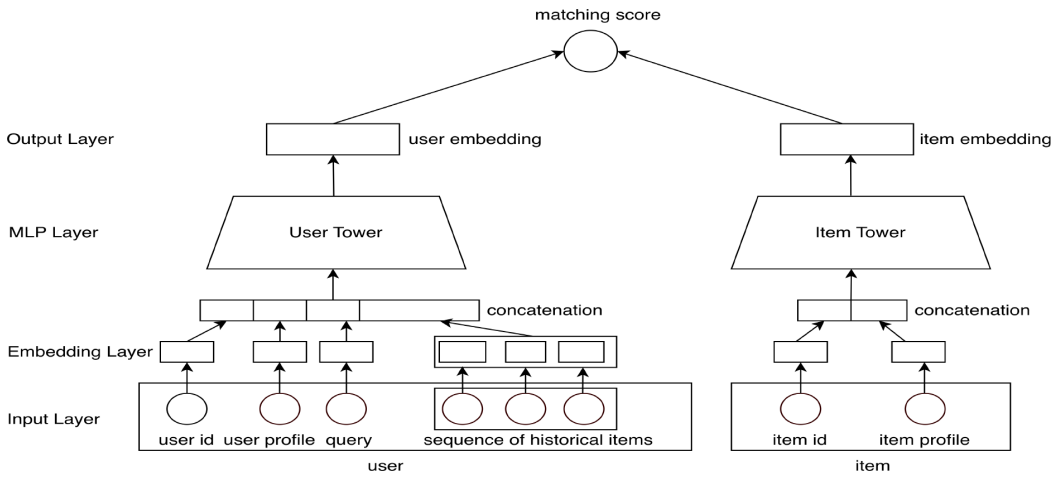 matching score
Output Layer
user embedding
item embedding
MLP Layer
User Tower
Item Tower
concatenation
concatenation
Embedding Layer
Input Layer
user id
user profile
query
sequence of historical items
item id
item profile
user
item